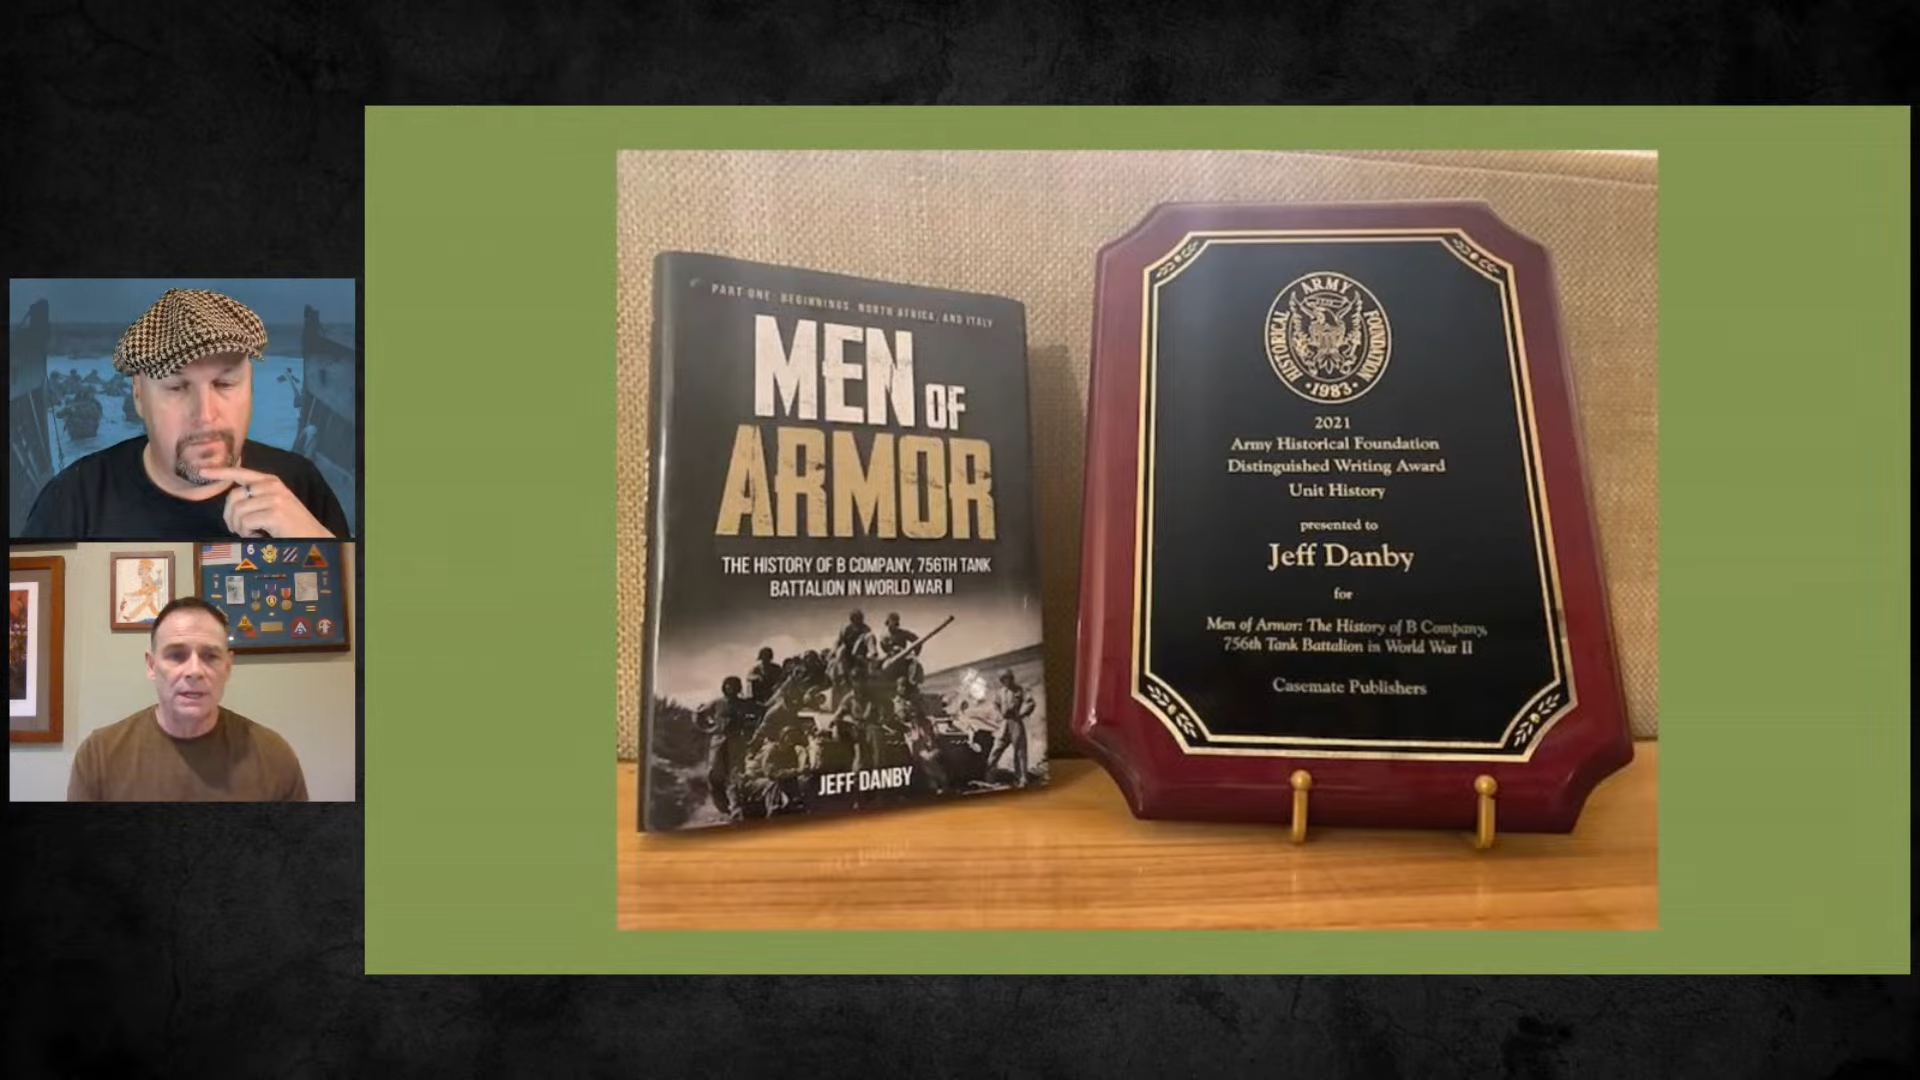 PART ONE: BEGINNINGS, NORTH AFRICA, AND ITALY
MEN OF
ARMOR
THE HISTORY OF B COMPANY, 756TH TANK
BATTALION IN WORLD WAR II
JEFF DANBY
ARMY HISTORICAL FOUNDATION
·1983·
2021
Army Historical Foundation
Distinguished Writing Award
Unit History
presented to
Jeff Danby
for
Men of Armor: The History of B Company,
756th Tank Battalion in World War II
Casemate Publishers
6